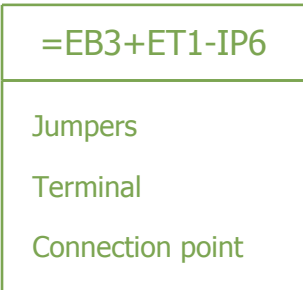 =EB3+ET1-IP6
Jumpers
Terminal
Connection point